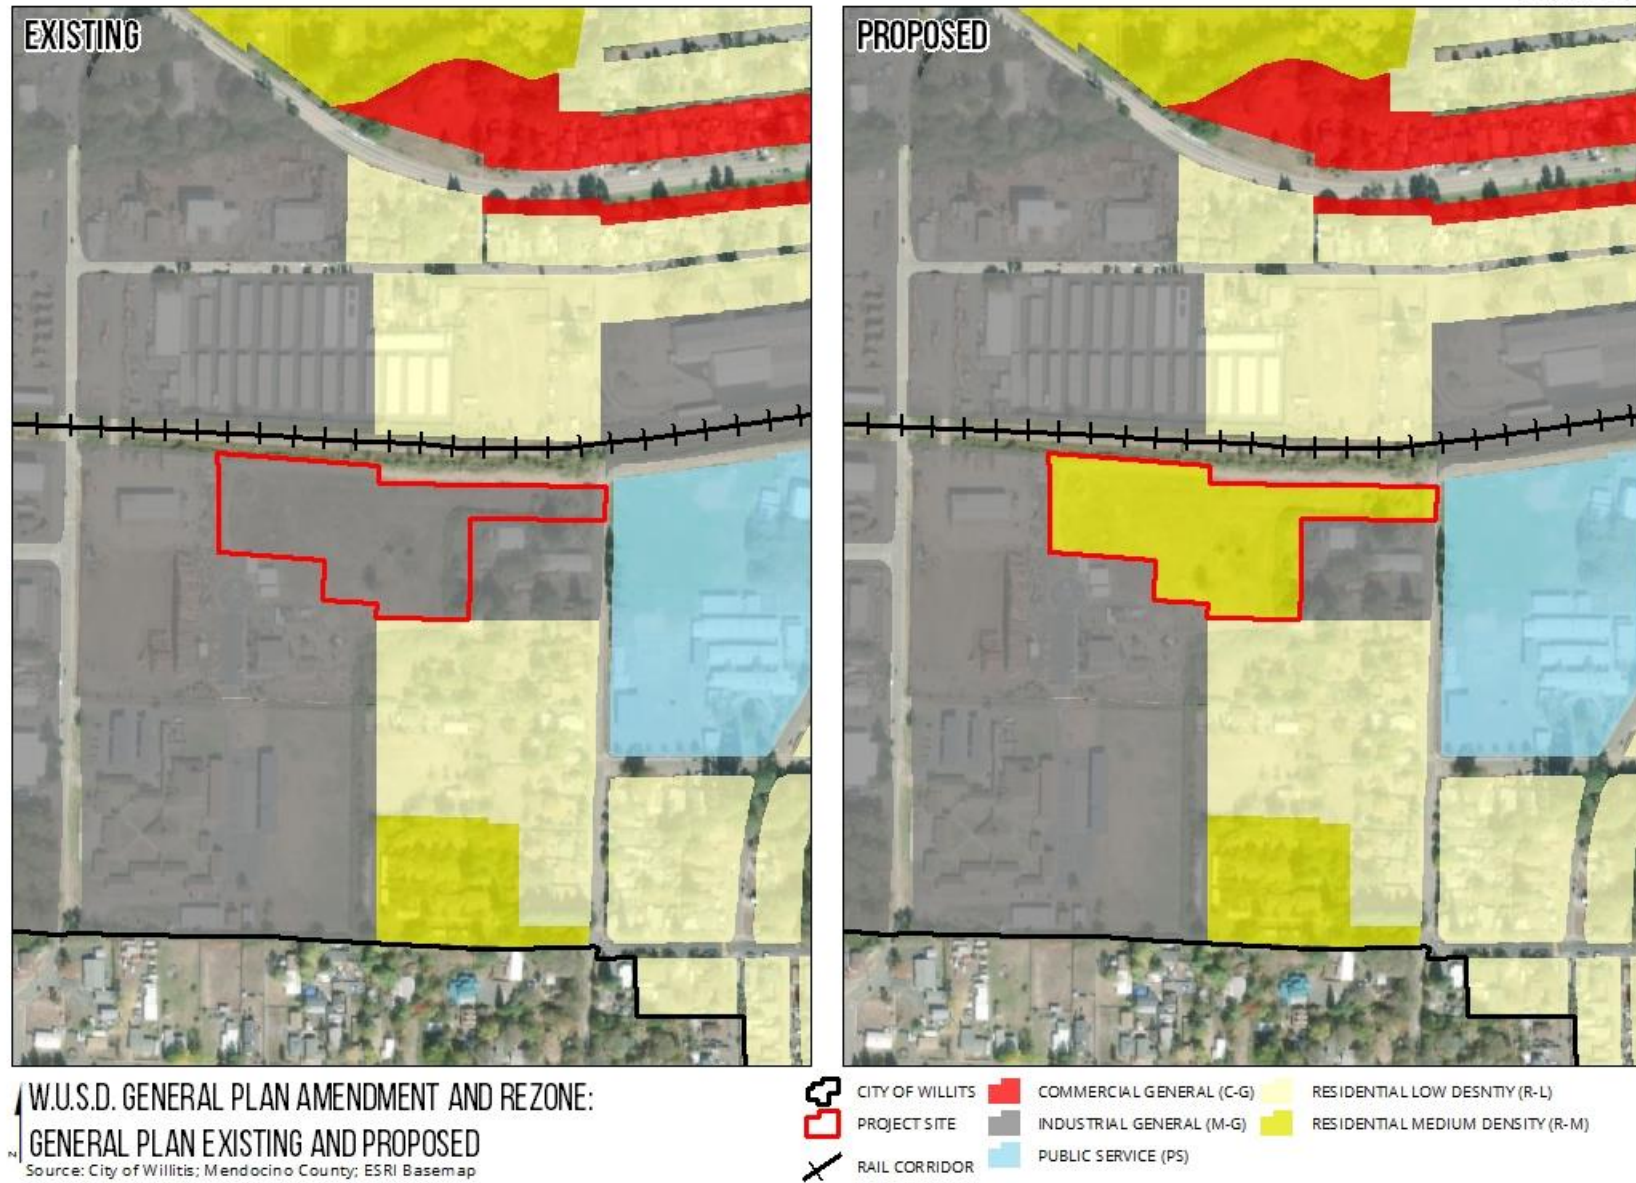 EXISTING
PROPOSED
W.U.S.D. GENERAL PLAN AMENDMENT AND REZONE:
GENERAL PLAN EXISTING AND PROPOSED
Source: City of Willitis; Mendocino County; ESRI Basemap
N
CITY OF WILLITS
PROJECT SITE
RAIL CORRIDOR
COMMERCIAL GENERAL (C-G)
INDUSTRIAL GENERAL (M-G)
PUBLIC SERVICE (PS)
RESIDENTIAL LOW DESNTIY (R-L)
RESIDENTIAL MEDIUM DENSITY (R-M)